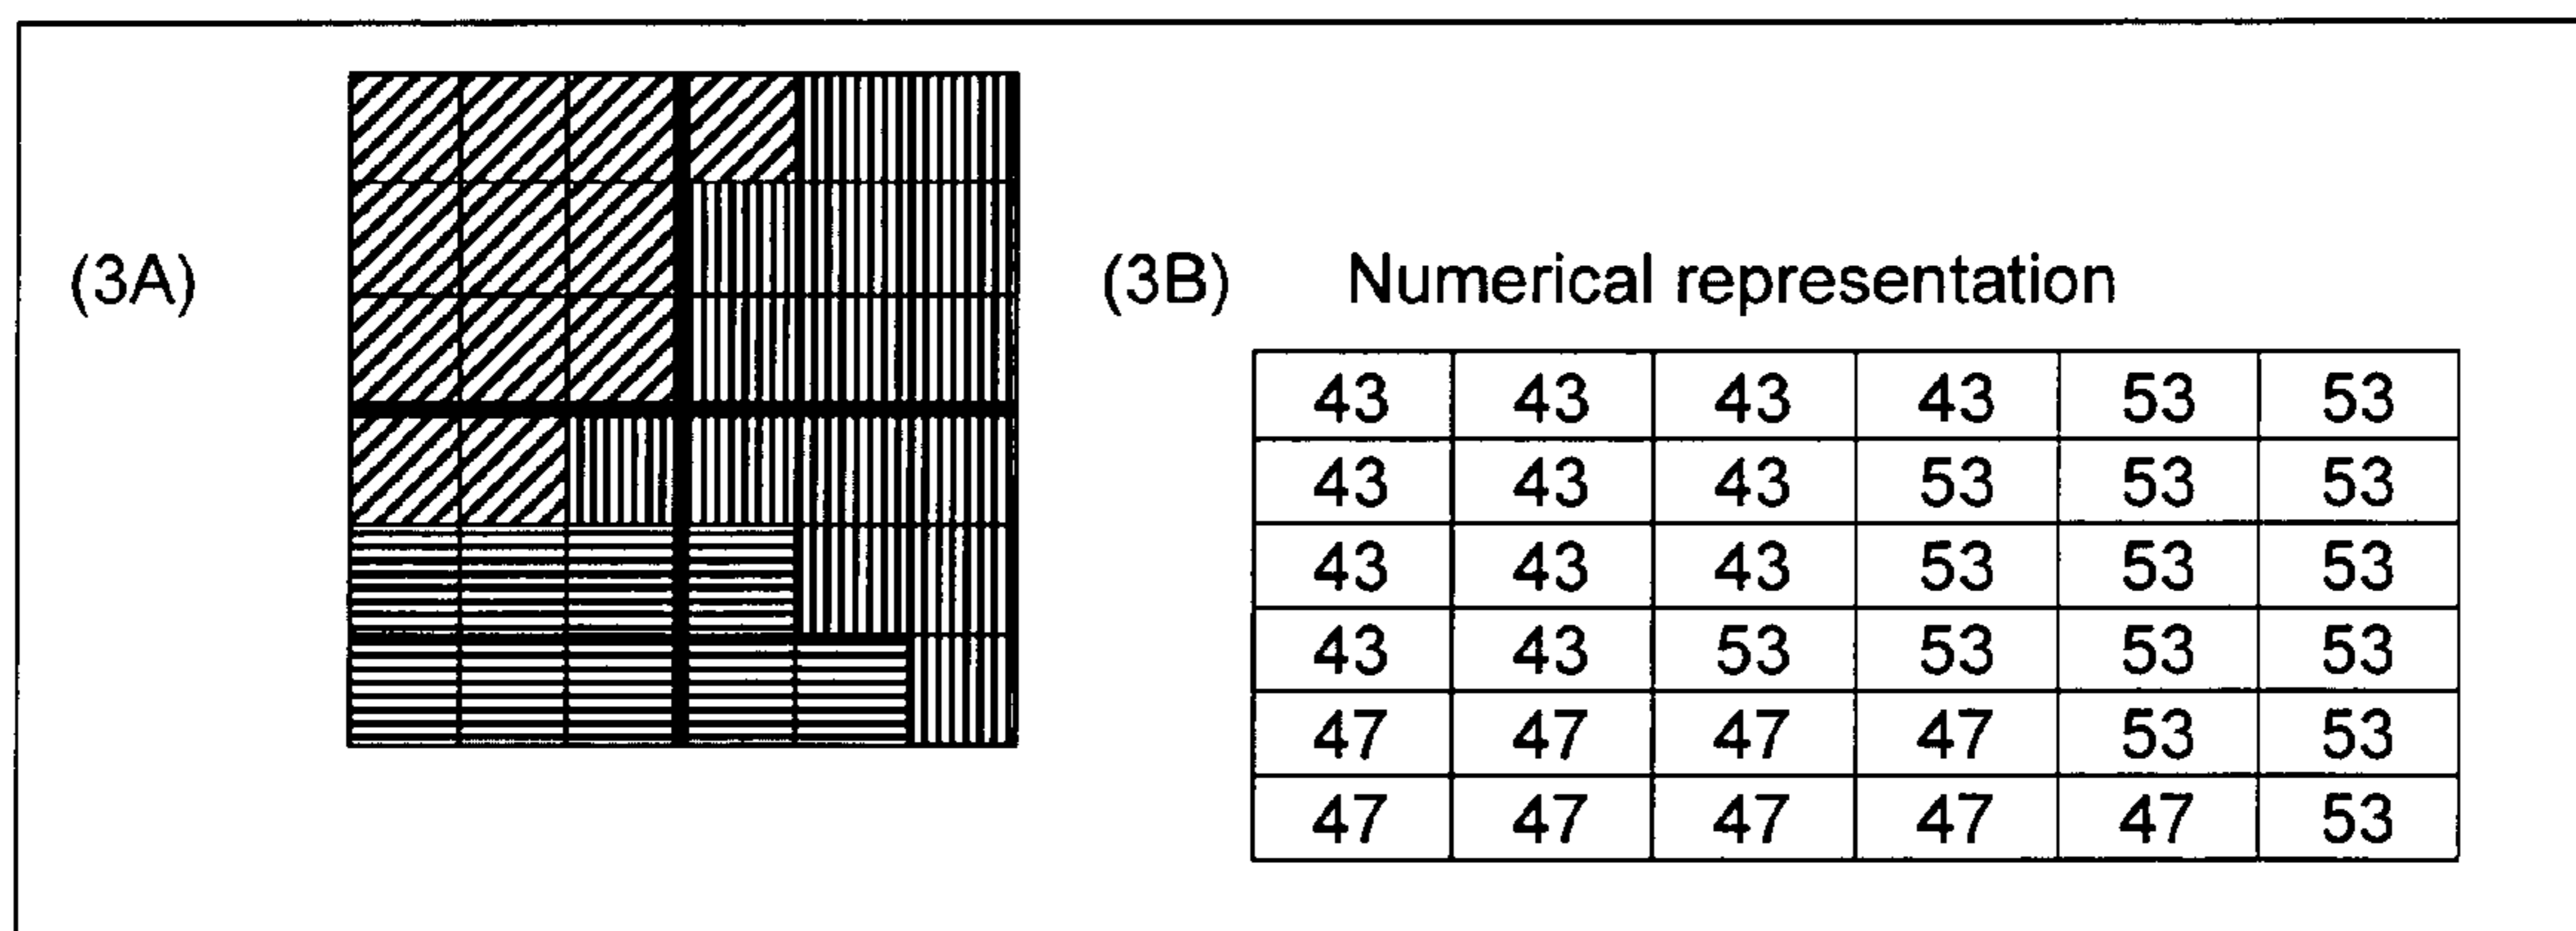 (3A)
(3B) Numerical representation
43 43 43 43 53 53
43 43 43 53 53 53
43 43 43 53 53 53
43 43 53 53 53 53
47 47 47 47 53 53
47 47 47 47 47 53